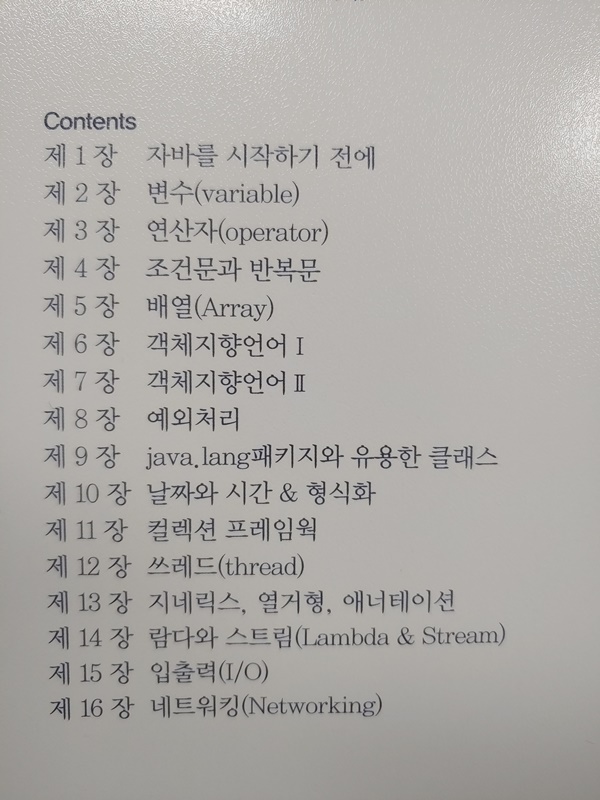 Contents
제 1 장 자바를 시작하기 전에
제 2 장 변수(variable)
제 3 장 연산자(operator)
제 4 장 조건문과 반복문
제 5 장 배열(Array)
제 6 장 객체지향언어 I
제 7 장 객체지향언어 II
제 8 장 예외처리
제 9 장 java.lang패키지와 유용한 클래스
제 10 장 날짜와 시간 & 형식화
제 11 장 컬렉션 프레임웍
제 12 장 쓰레드(thread)
제 13 장 지네릭스, 열거형, 애너테이션
제 14 장 람다와 스트림(Lambda & Stream)
제 15 장 입출력(I/O)
제 16 장 네트워킹(Networking)